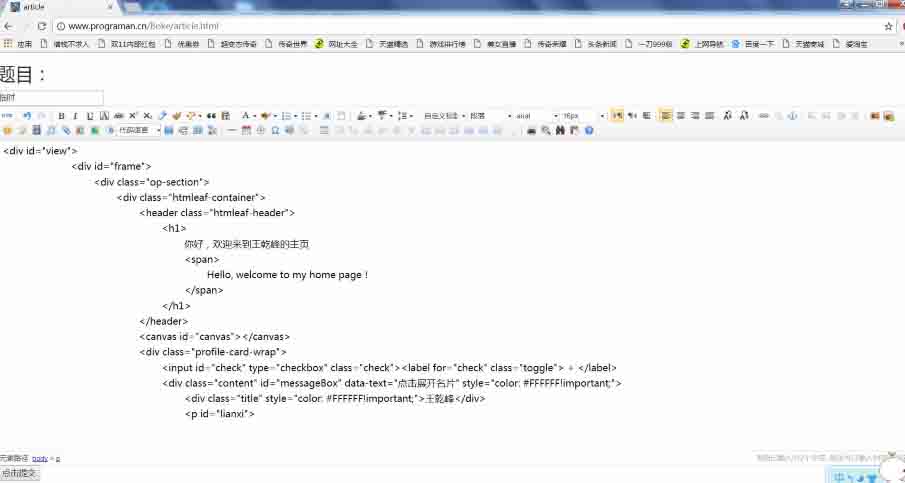 article
www.programan.cn/Boke/article.html
应用 借钱不求人 双11内部红包 优惠券 超变态传奇 传奇世界 网址大全 天猫精选 游戏排行榜 美女直播 传奇来爆 头条新闻 一刀999级 上网导航 百度一下 天猫商城 爱淘宝
题目：
HTML 自定义标题 段落 arial 16px
代码语言
<div id="view">
<div id="frame">
<div class="op-section">
<div class="htmleaf-container">
<header class="htmleaf-header">
<h1>
你好，欢迎来到王乾峰的主页
<span>
Hello, welcome to my home page！
</span>
</h1>
</header>
<canvas id="canvas"></canvas>
<div class="profile-card-wrap">
<input id="check" type="checkbox" class="check"><label for="check" class="toggle"> + </label>
<div class="content" id="messageBox" data-text="点击展开名片" style="color: #FFFFFF!important;">
<div class="title" style="color: #FFFFFF!important;">王乾峰</div>
<p id="lianxi">
元素路径: body > p
点击提交
中